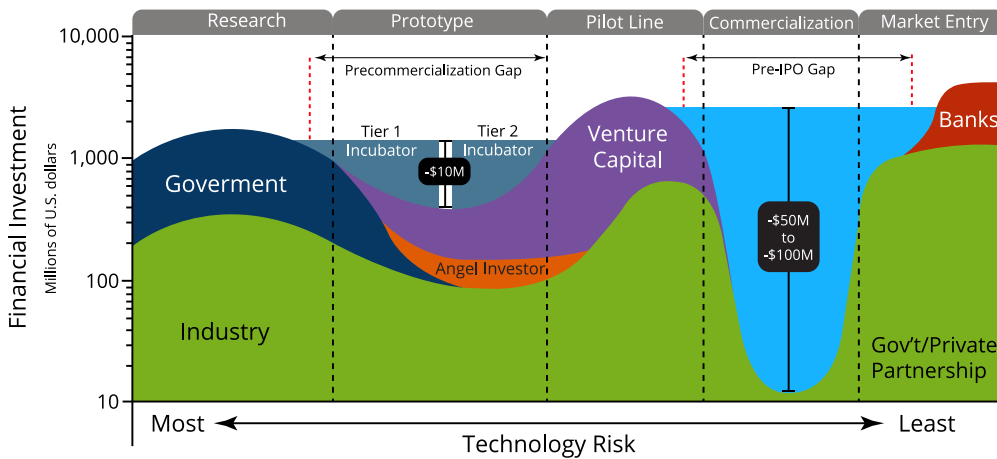 Research
Prototype
Pilot Line
Commercialization
Market Entry
10,000
1,000
100
10
Financial Investment
Millions of U.S. dollars
Precommercialization Gap
Pre-IPO Gap
Tier 1
Incubator
Tier 2
Incubator
-$10M
Venture
Capital
Banks
Goverment
Angel Investor
-$50M
to
-$100M
Industry
Gov't/Private
Partnership
Most
Least
Technology Risk